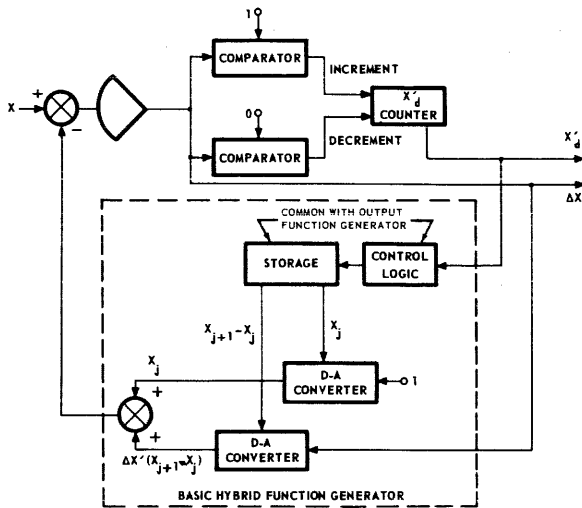 1
COMPARATOR
INCREMENT
X
+
−
X'd
COUNTER
0
COMPARATOR
DECREMENT
X'd
ΔX
COMMON WITH OUTPUT
FUNCTION GENERATOR
STORAGE
CONTROL
LOGIC
Xj+1−Xj
Xj
Xj
D-A
CONVERTER
1
+
+
D-A
CONVERTER
ΔX'(Xj+1−Xj)
BASIC HYBRID FUNCTION GENERATOR